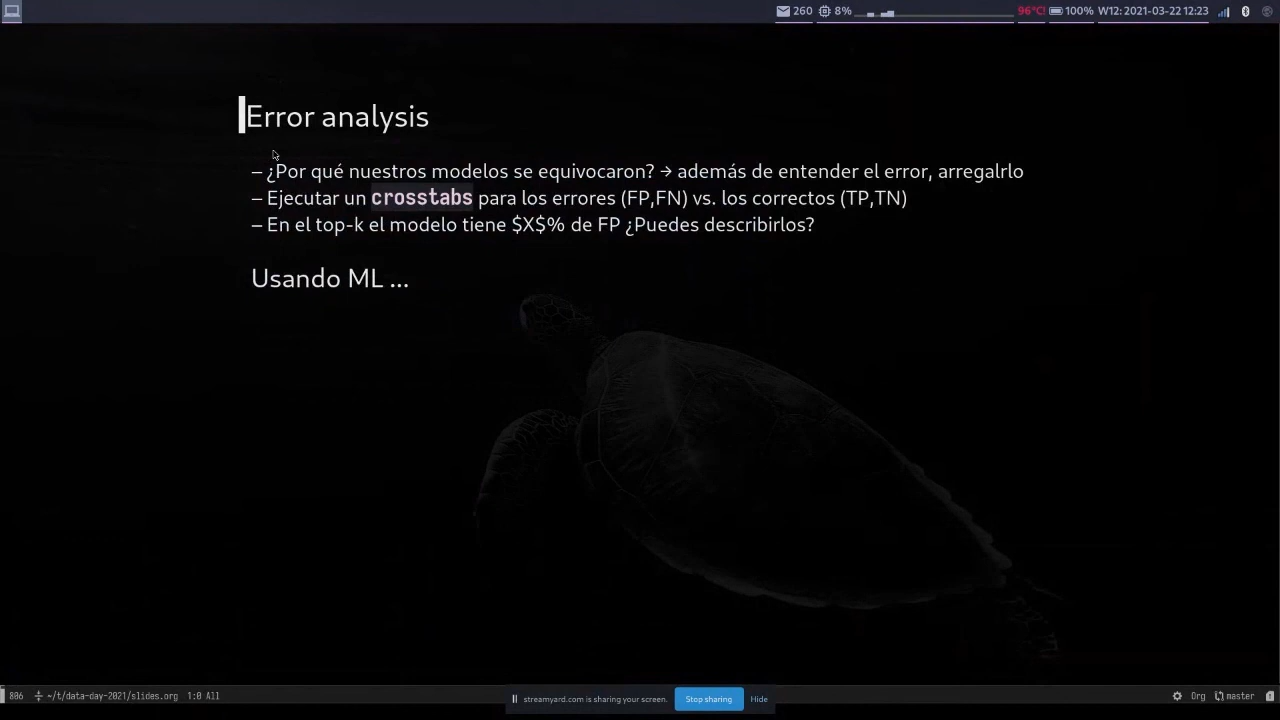 260 8% 96°C! 100% W12: 2021-03-22 12:23
Error analysis
– ¿Por qué nuestros modelos se equivocaron? → además de entender el error, arregalrlo
– Ejecutar un crosstabs para los errores (FP,FN) vs. los correctos (TP,TN)
– En el top-k el modelo tiene $X$% de FP ¿Puedes describirlos?
Usando ML ...
806 ~/t/data-day-2021/slides.org 1:0 All
streamyard.com is sharing your screen. Stop sharing Hide
Org master